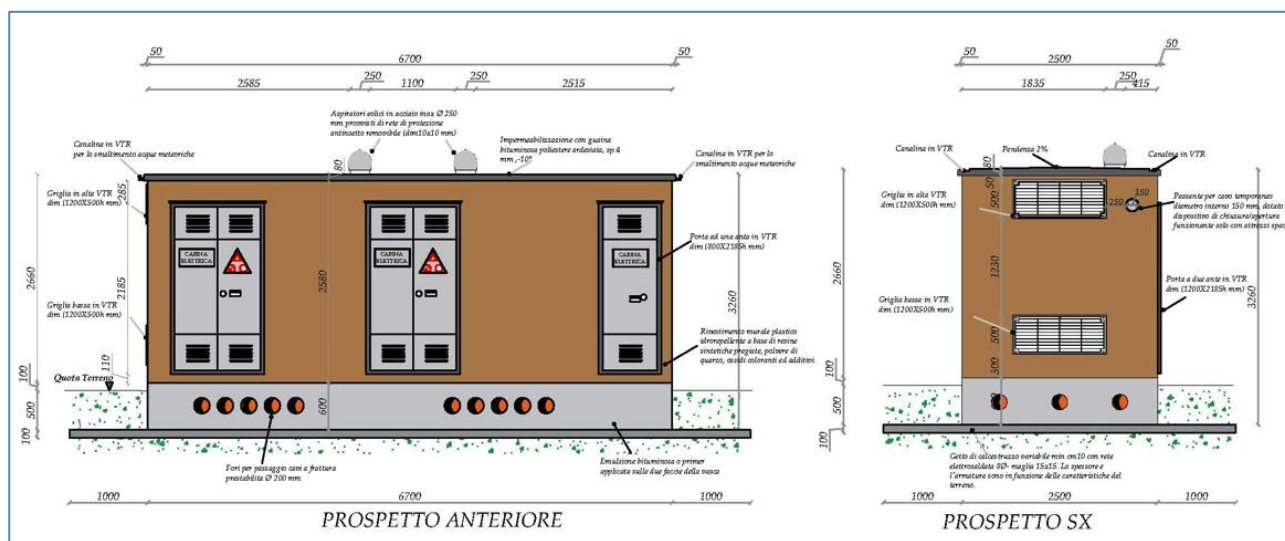 50
6700
50
250
250
2585
1100
2515
Aspiratori eolici in acciaio inox Ø 250
mm provvisti di rete di protezione
antinsetto removibile (dim10x10 mm)
Impermeabilizzazione con guaina
bituminosa poliestere ardesiata, sp.4
mm ,-10°
Canalina in VTR
per lo smaltimento acque meteoriche
80
Canalina in VTR per lo
smaltimento acque meteoriche
285
Griglia in alta VTR
dim (1200X500h mm)
CABINA
ELETTRICA
CABINA
ELETTRICA
CABINA
ELETTRICA
Porta ad una anta in VTR
dim (800X2185h mm)
2660
2185
2580
3260
Griglia bassa in VTR
dim (1200X500h mm)
Rivestimento murale plastico
idrorepellente a base di resine
sintetiche pregiate, polvere di
quarzo, ossidi coloranti ed additivi.
110
Quota Terreno
100
500
100
600
Fori per passaggio cavi a frattura
prestabilita Ø 200 mm
Emulsione bituminosa o primer
applicata sulle due faccie della vasca
1000
6700
1000
PROSPETTO ANTERIORE
50
2500
50
250
1835
415
Canalina in VTR
80
Pendenza 2%
Canalina in VTR
50
Griglia in alta VTR
dim (1200X500h mm)
500
150
250
Passante per cavo temporaneo
diametro interno 150 mm, dotato
dispositivo di chiusura/apertura
funzionante solo con attrezzi spec
2660
1230
Porta a due ante in VTR
dim (1200X2185h mm)
3260
Griglia bassa in VTR
dim (1200X500h mm)
500
300
100
500
100
Getto di calcestruzzo variabile min cm10 con rete
elettrosaldata 8Ø- maglia 15x15. Lo spessore e
l'armatura sono in funzione delle caratteristiche del
terreno.
1000
2500
1000
PROSPETTO SX